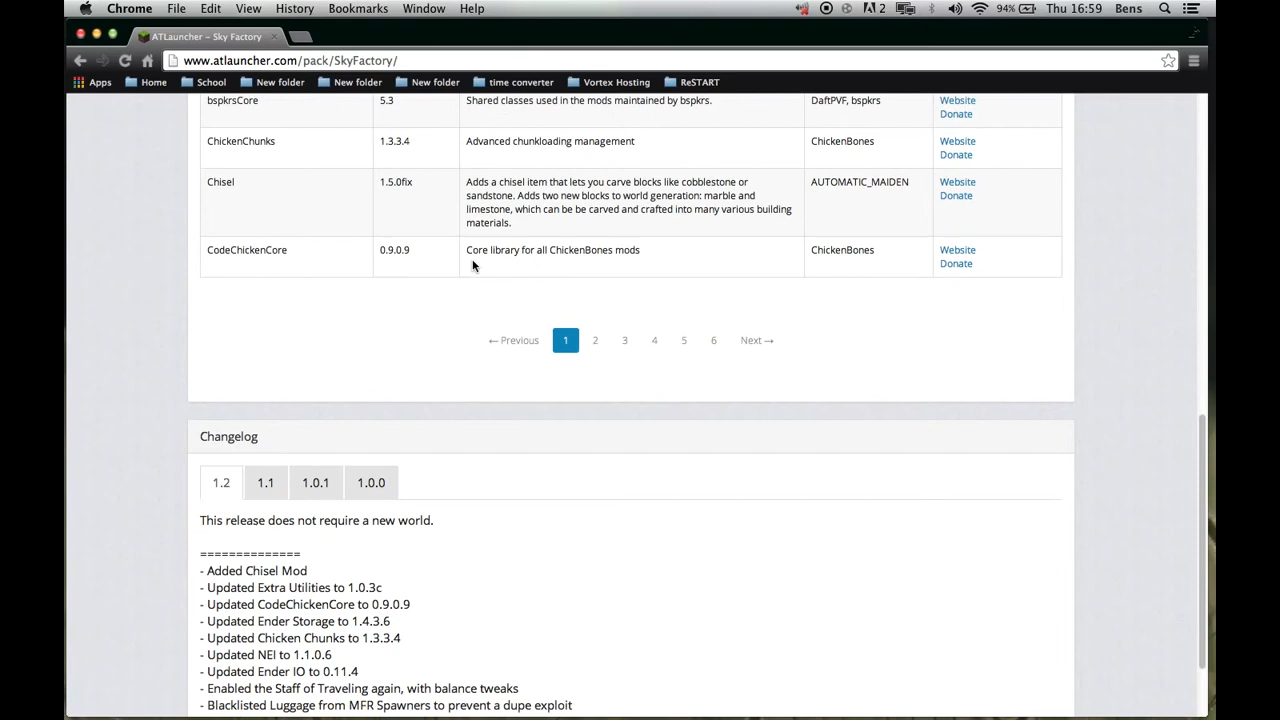 Chrome File Edit View History Bookmarks Window Help 2 94% Thu 16:59 Bens
ATLauncher – Sky Factory
www.atlauncher.com/pack/SkyFactory/
Apps Home School New folder New folder New folder time converter Vortex Hosting ReSTART
bspkrsCore 5.3 Shared classes used in the mods maintained by bspkrs. DaftPVF, bspkrs Website
Donate
ChickenChunks 1.3.3.4 Advanced chunkloading management ChickenBones Website
Donate
Chisel 1.5.0fix Adds a chisel item that lets you carve blocks like cobblestone or AUTOMATIC_MAIDEN Website
sandstone. Adds two new blocks to world generation: marble and Donate
limestone, which can be be carved and crafted into many various building
materials.
CodeChickenCore 0.9.0.9 Core library for all ChickenBones mods ChickenBones Website
Donate
← Previous 1 2 3 4 5 6 Next →
Changelog
1.2 1.1 1.0.1 1.0.0
This release does not require a new world.
==============
- Added Chisel Mod
- Updated Extra Utilities to 1.0.3c
- Updated CodeChickenCore to 0.9.0.9
- Updated Ender Storage to 1.4.3.6
- Updated Chicken Chunks to 1.3.3.4
- Updated NEI to 1.1.0.6
- Updated Ender IO to 0.11.4
- Enabled the Staff of Traveling again, with balance tweaks
- Blacklisted Luggage from MFR Spawners to prevent a dupe exploit